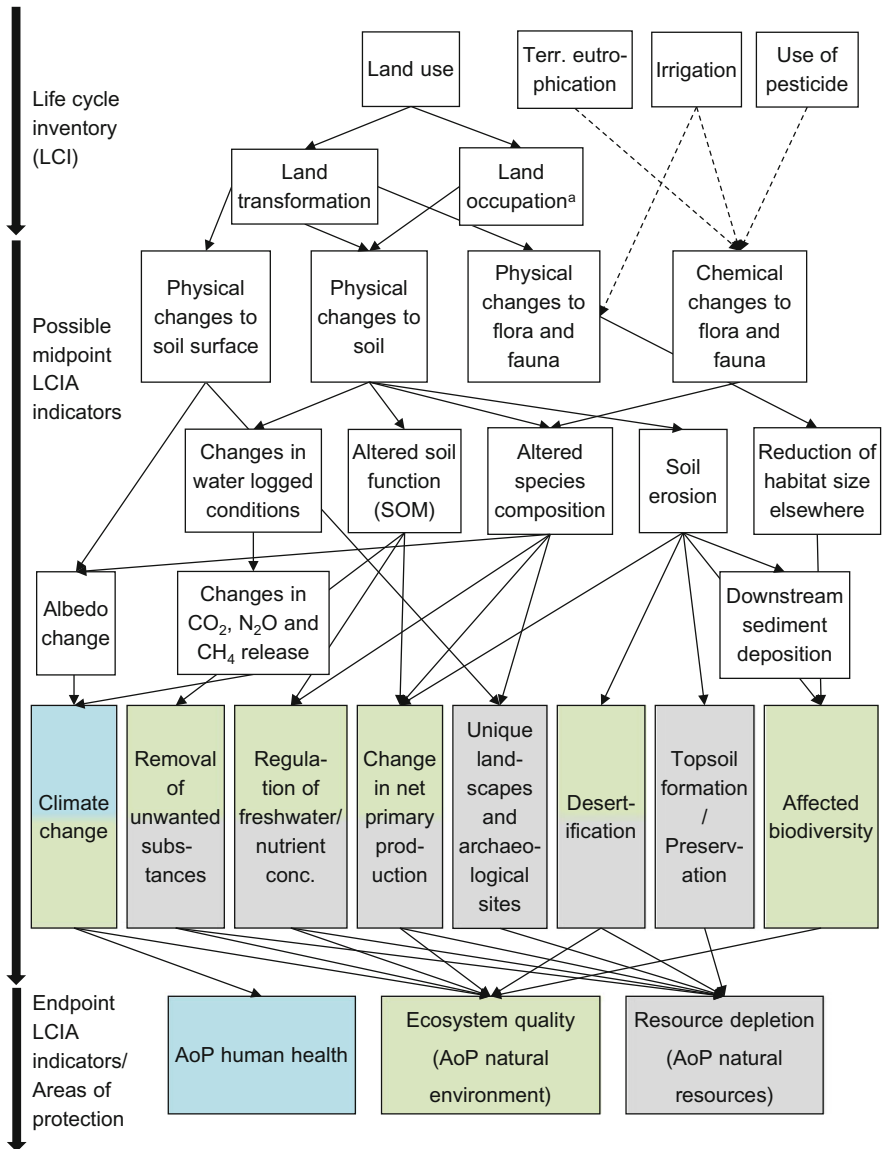 Life cycle
inventory
(LCI)
Land use
Terr. eutro-
phication
Irrigation
Use of
pesticide
Land
transformation
Land
occupationᵃ
Possible
midpoint
LCIA
indicators
Physical
changes to
soil surface
Physical
changes to
soil
Physical
changes to
flora and
fauna
Chemical
changes to
flora and
fauna
Changes in
water logged
conditions
Altered soil
function
(SOM)
Altered
species
composition
Soil
erosion
Reduction of
habitat size
elsewhere
Albedo
change
Changes in
CO₂, N₂O and
CH₄ release
Downstream
sediment
deposition
Climate
change
Removal
of
unwanted
subs-
tances
Regula-
tion of
freshwater/
nutrient
conc.
Change
in net
primary
prod-
uction
Unique
land-
scapes
and
archaeo-
logical
sites
Desert-
ification
Topsoil
formation
/
Preserv-
ation
Affected
biodiversity
Endpoint
LCIA
indicators/
Areas of
protection
AoP human health
Ecosystem quality
(AoP natural
environment)
Resource depletion
(AoP natural
resources)